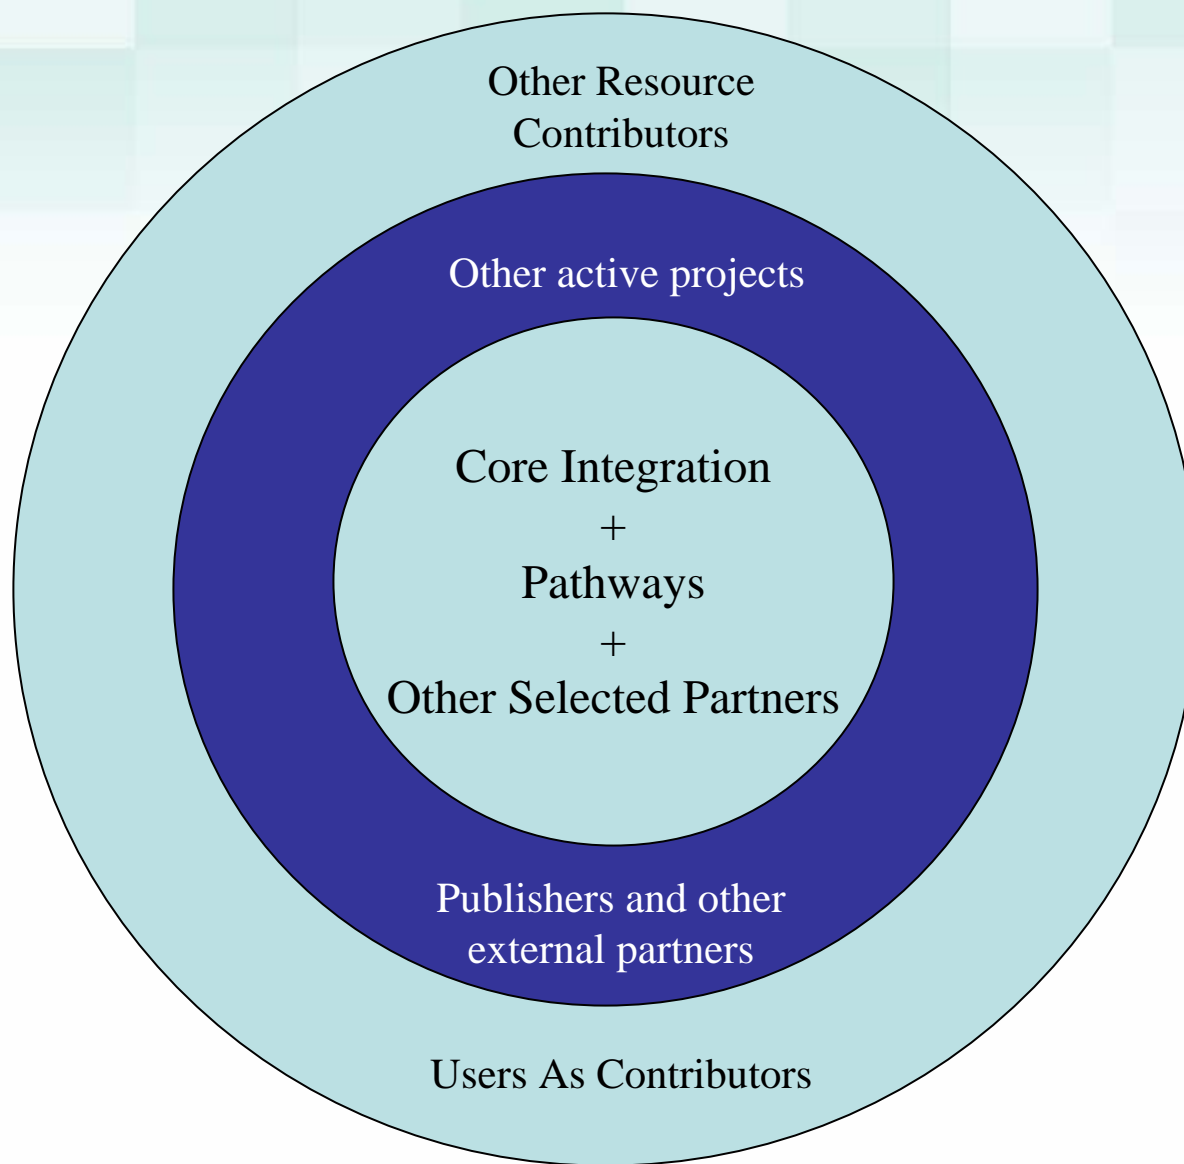 Other Resource
Contributors
Other active projects
Core Integration
+
Pathways
+
Other Selected Partners
Publishers and other
external partners
Users As Contributors